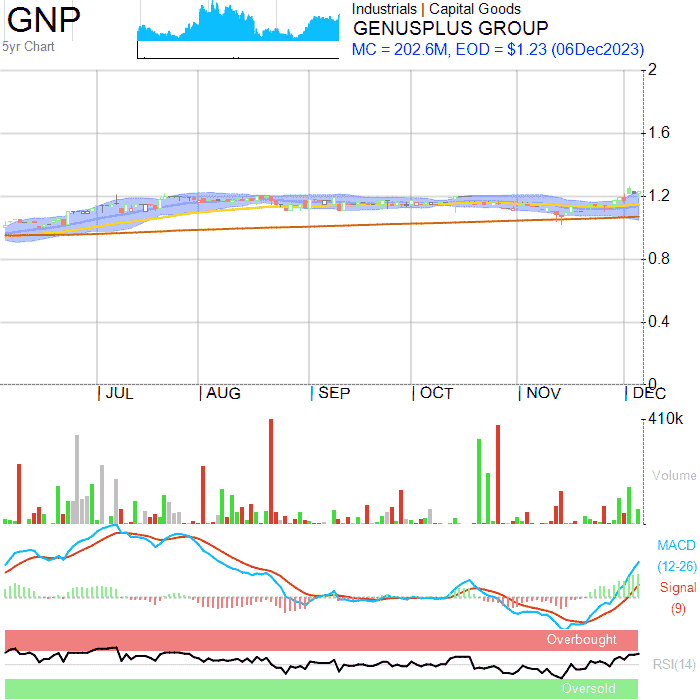 GNP
5yr Chart
Industrials | Capital Goods
GENUSPLUS GROUP
MC = 202.6M, EOD = $1.23 (06Dec2023)
2
1.6
1.2
0.8
0.4
0
JUL AUG SEP OCT NOV DEC
410k
Volume
MACD
(12-26)
Signal
(9)
Overbought
RSI(14)
Oversold